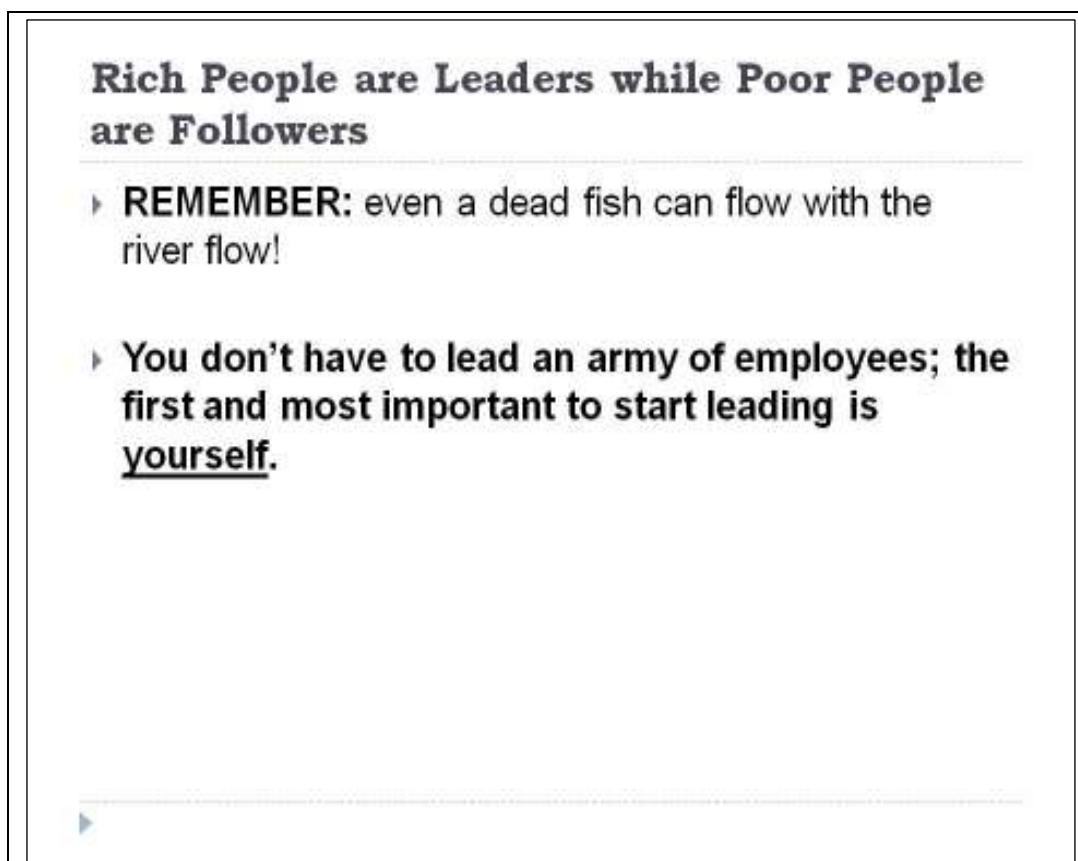 Rich People are Leaders while Poor People
are Followers
REMEMBER: even a dead fish can flow with the
river flow!
You don't have to lead an army of employees; the
first and most important to start leading is
yourself.